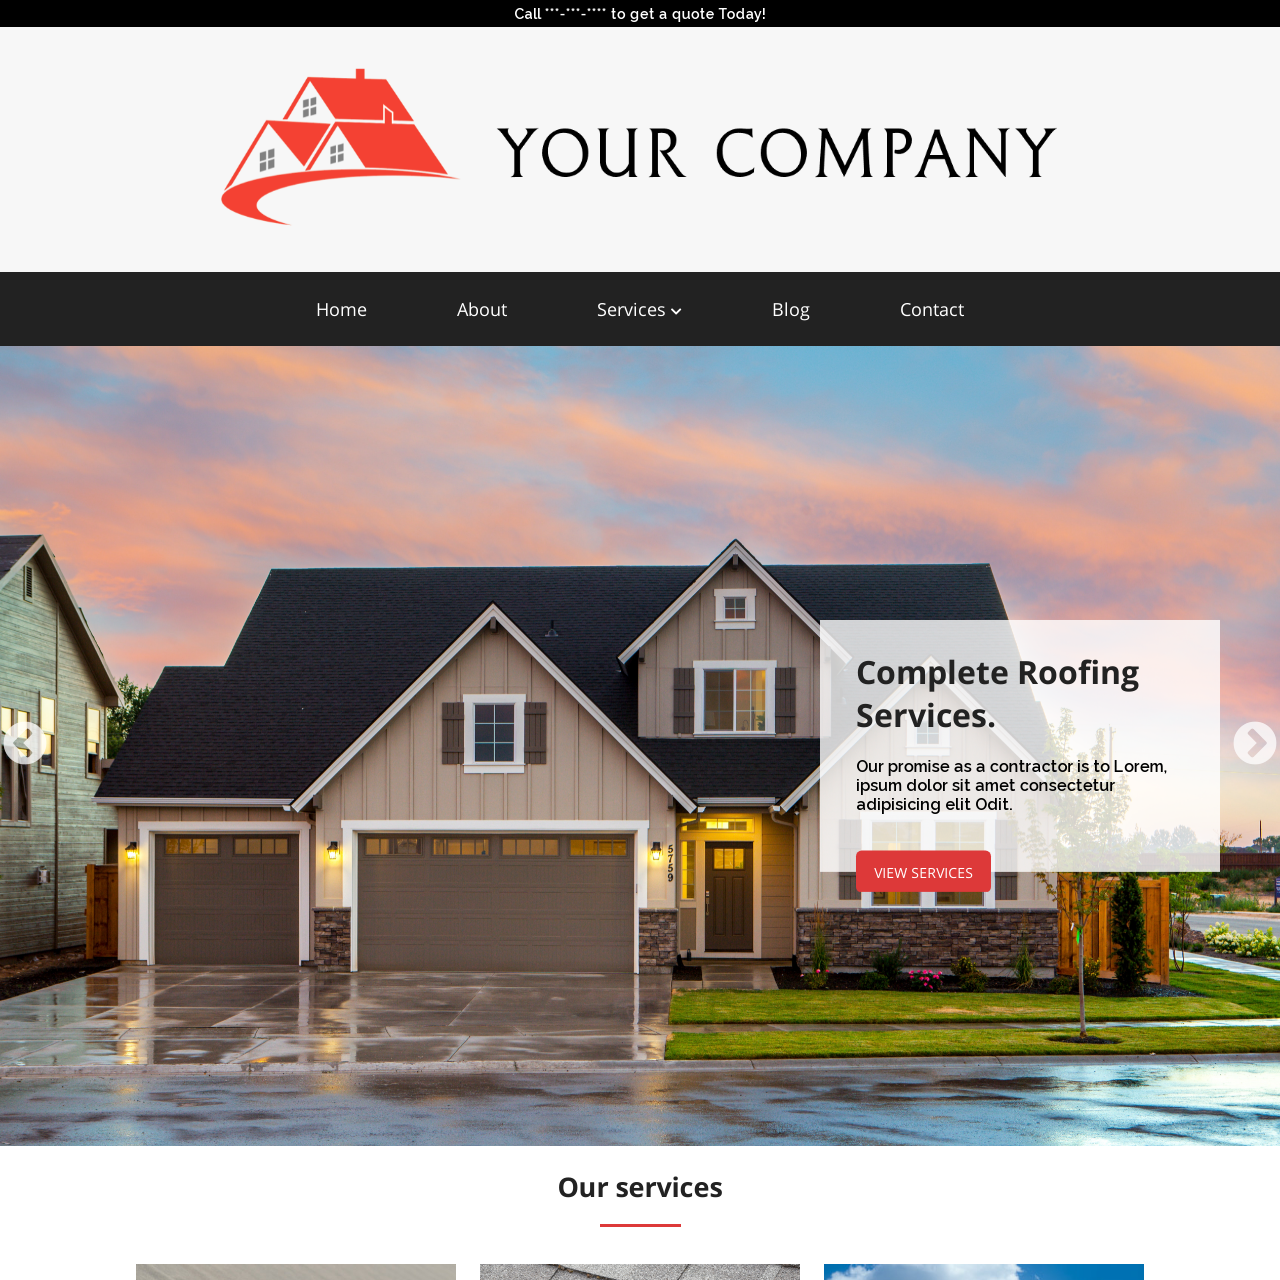 Call ***-***-**** to get a quote Today!
YOUR COMPANY
Home About Services Blog Contact
Complete Roofing
Services.
Our promise as a contractor is to Lorem,
ipsum dolor sit amet consectetur
adipisicing elit Odit.
VIEW SERVICES
5759
Our services